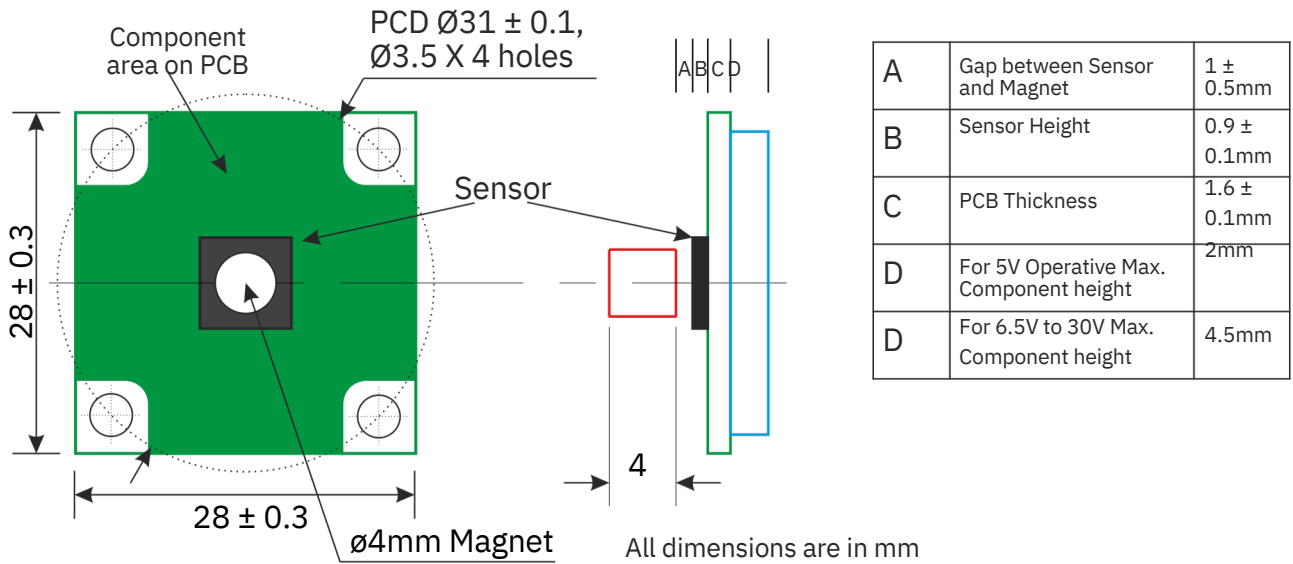 Component
area on PCB
PCD Ø31 ± 0.1,
Ø3.5 X 4 holes
A B C D
28 ± 0.3
Sensor
4
28 ± 0.3
ø4mm Magnet
All dimensions are in mm
A
Gap between Sensor
and Magnet
1 ±
0.5mm
B
Sensor Height
0.9 ±
0.1mm
C
PCB Thickness
1.6 ±
0.1mm
D
For 5V Operative Max.
Component height
2mm
D
For 6.5V to 30V Max.
Component height
4.5mm